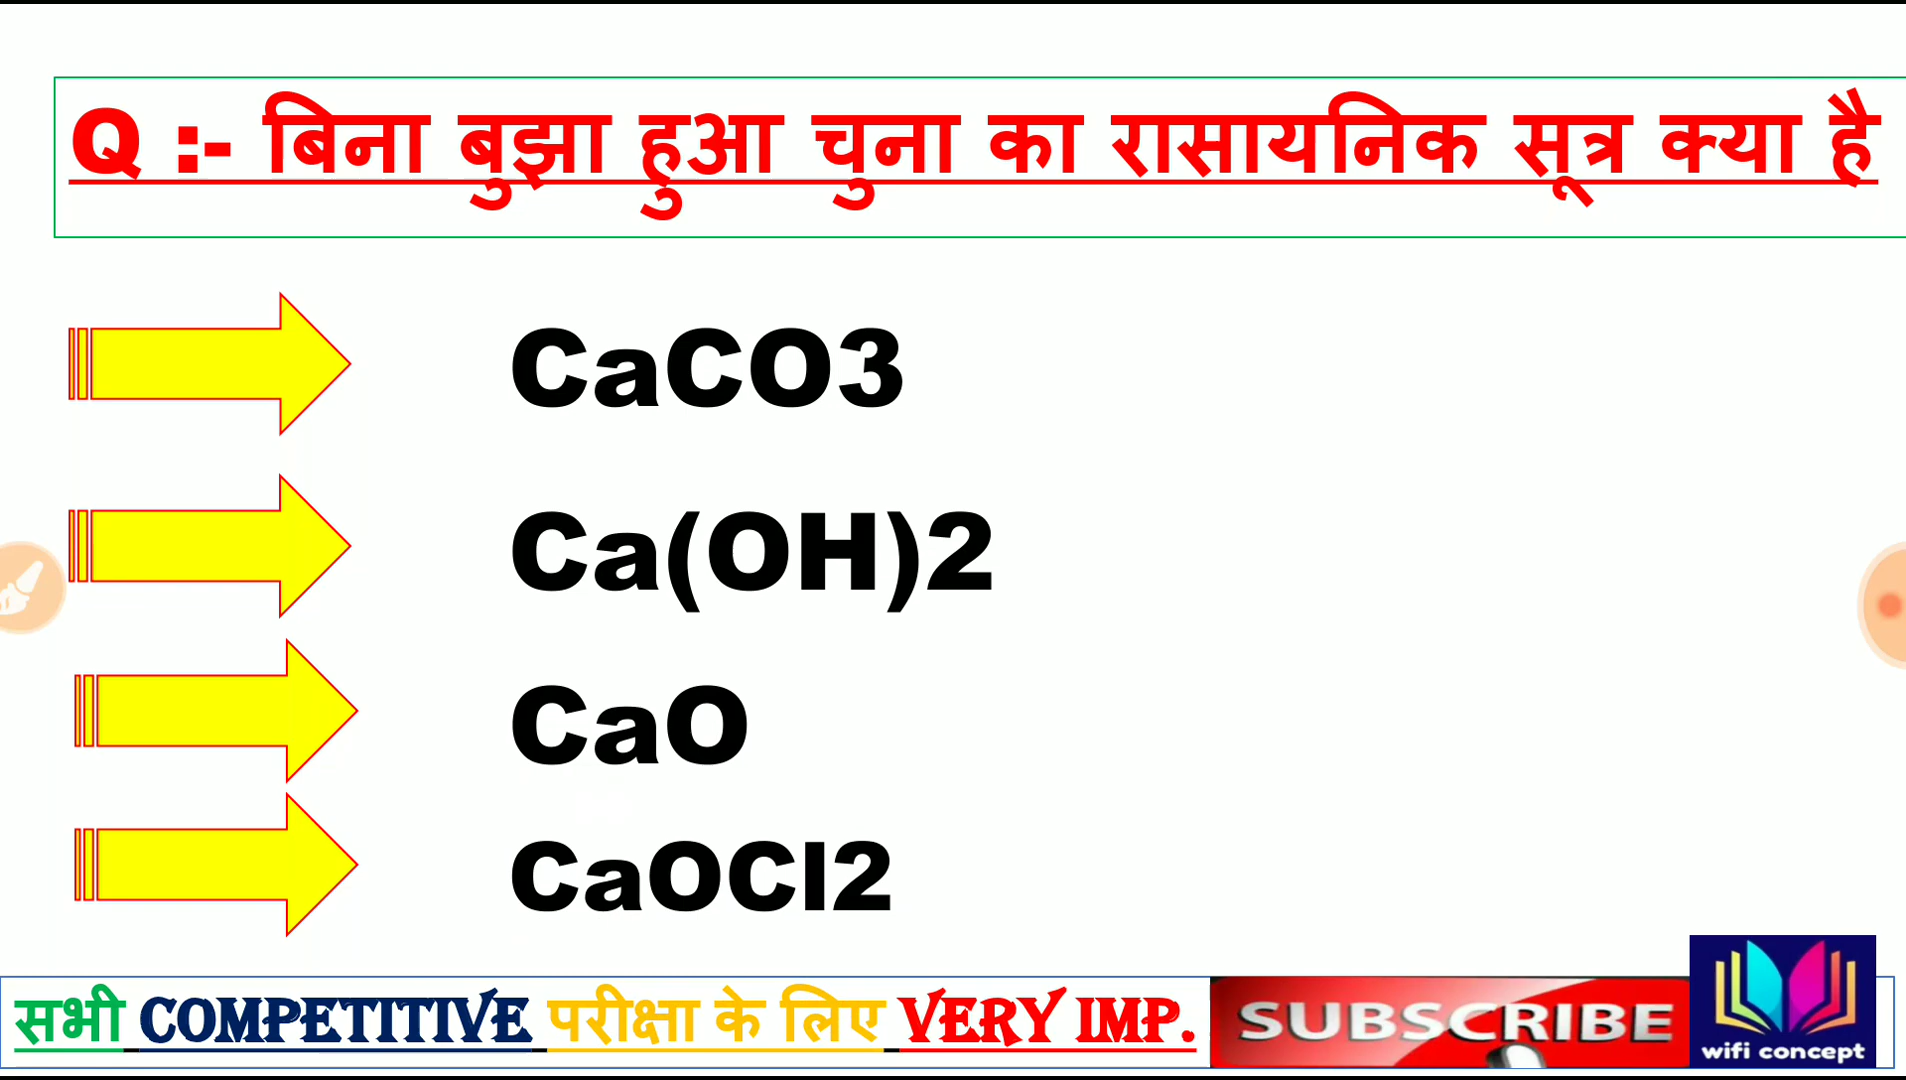 Q :- बिना बुझा हुआ चुना का रासायनिक सूत्र क्या है
CaCO3
Ca(OH)2
CaO
CaOCl2
सभी COMPETITIVE परीक्षा के लिए VERY IMP.
SUBSCRIBE
wifi concept